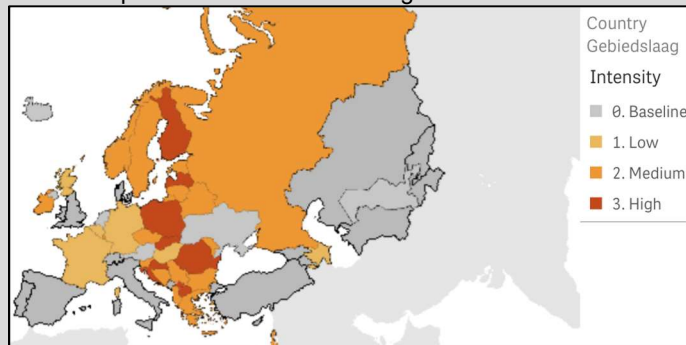 Country
Gebiedslaag
Intensity
0. Baseline
1. Low
2. Medium
3. High